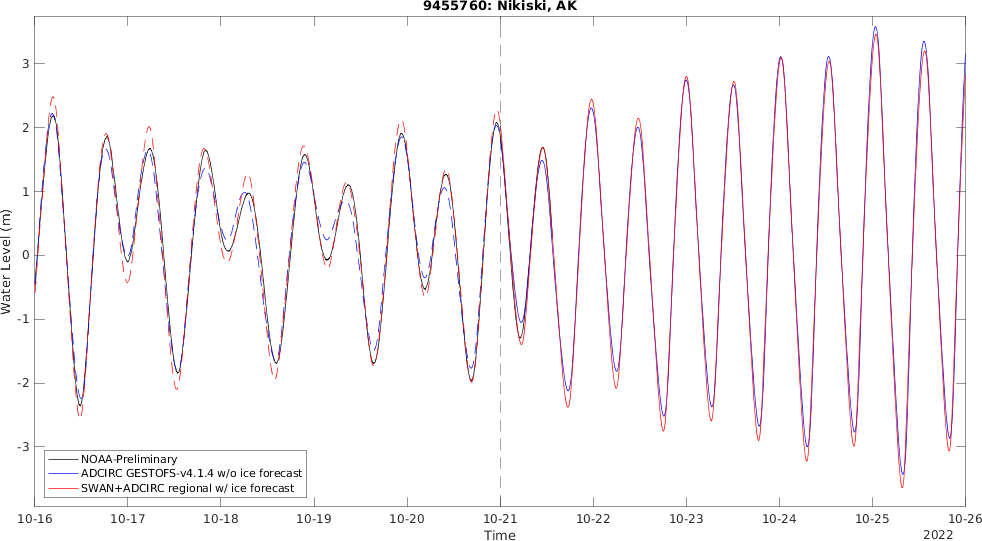 9455760: Nikiski, AK
Water Level (m)
3
2
1
0
-1
-2
-3
NOAA-Preliminary
ADCIRC GESTOFS-v4.1.4 w/o ice forecast
SWAN+ADCIRC regional w/ ice forecast
10-16 10-17 10-18 10-19 10-20 10-21 10-22 10-23 10-24 10-25 10-26
Time
2022